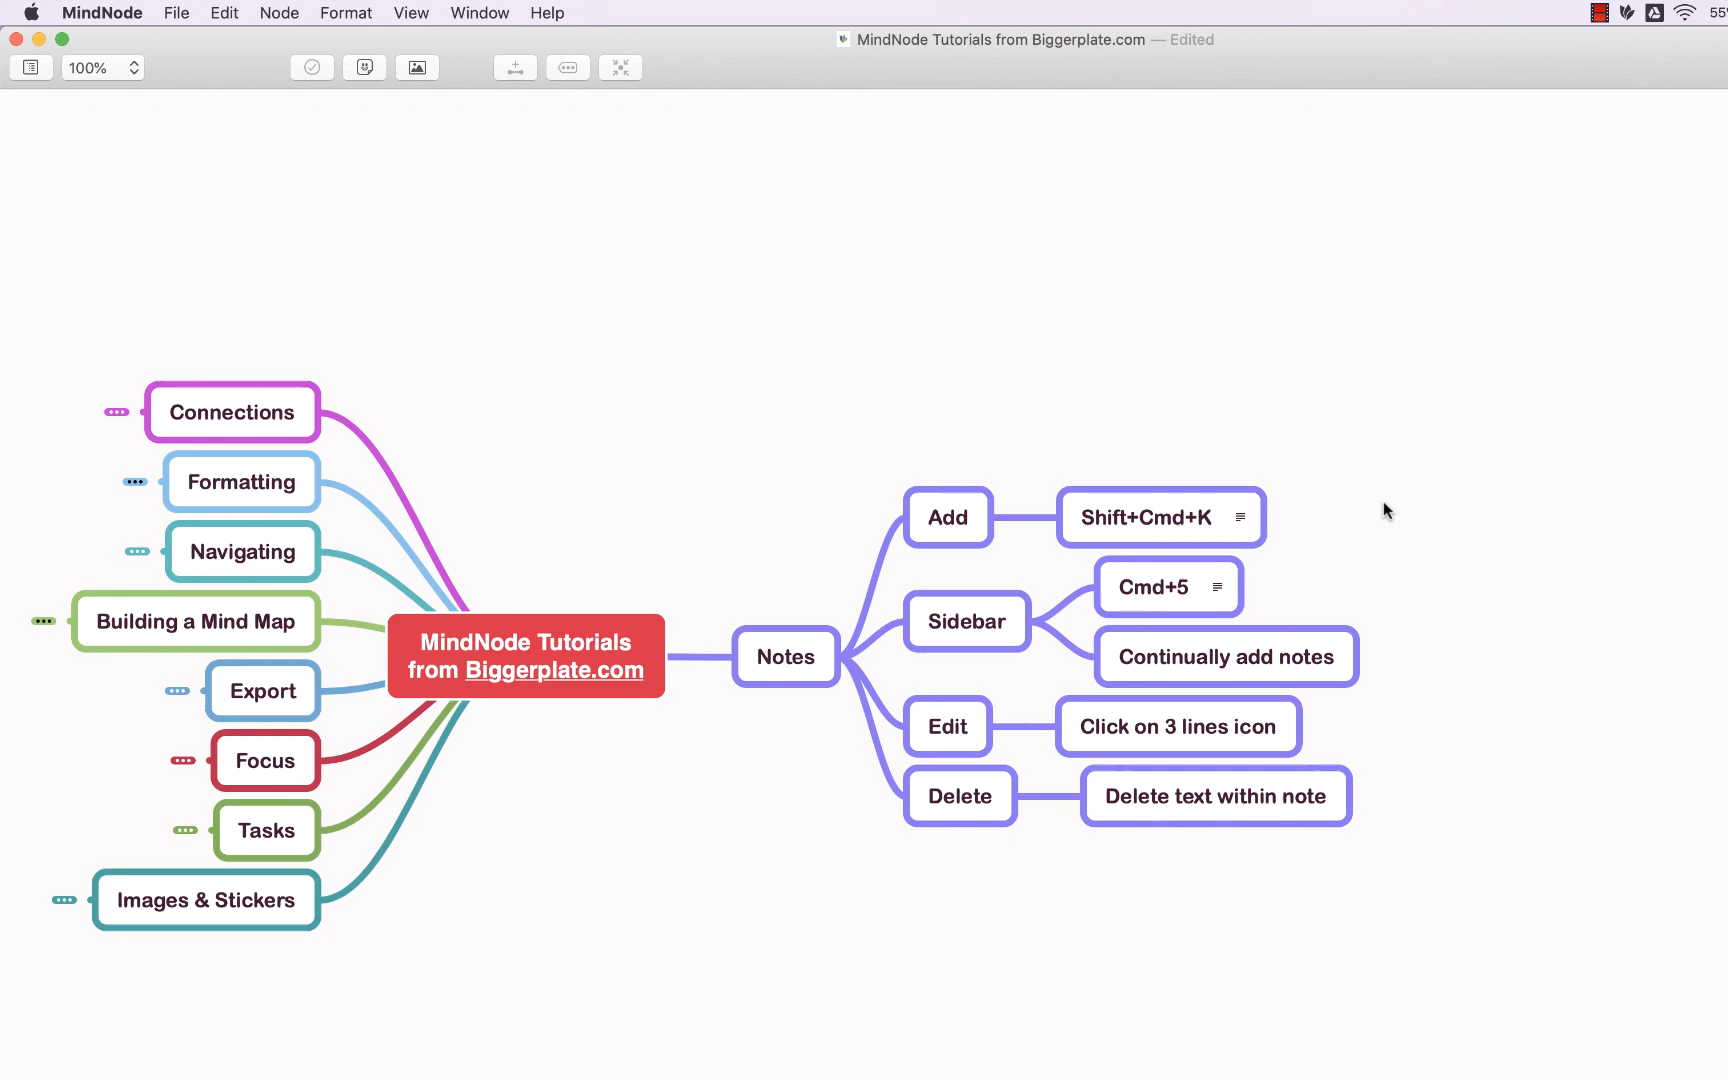 MindNode File Edit Node Format View Window Help
MindNode Tutorials from Biggerplate.com — Edited
100%
Connections
Formatting
Navigating
Building a Mind Map
Export
Focus
Tasks
Images & Stickers
MindNode Tutorials
from Biggerplate.com
Notes
Add
Shift+Cmd+K
Sidebar
Cmd+5
Continually add notes
Edit
Click on 3 lines icon
Delete
Delete text within note